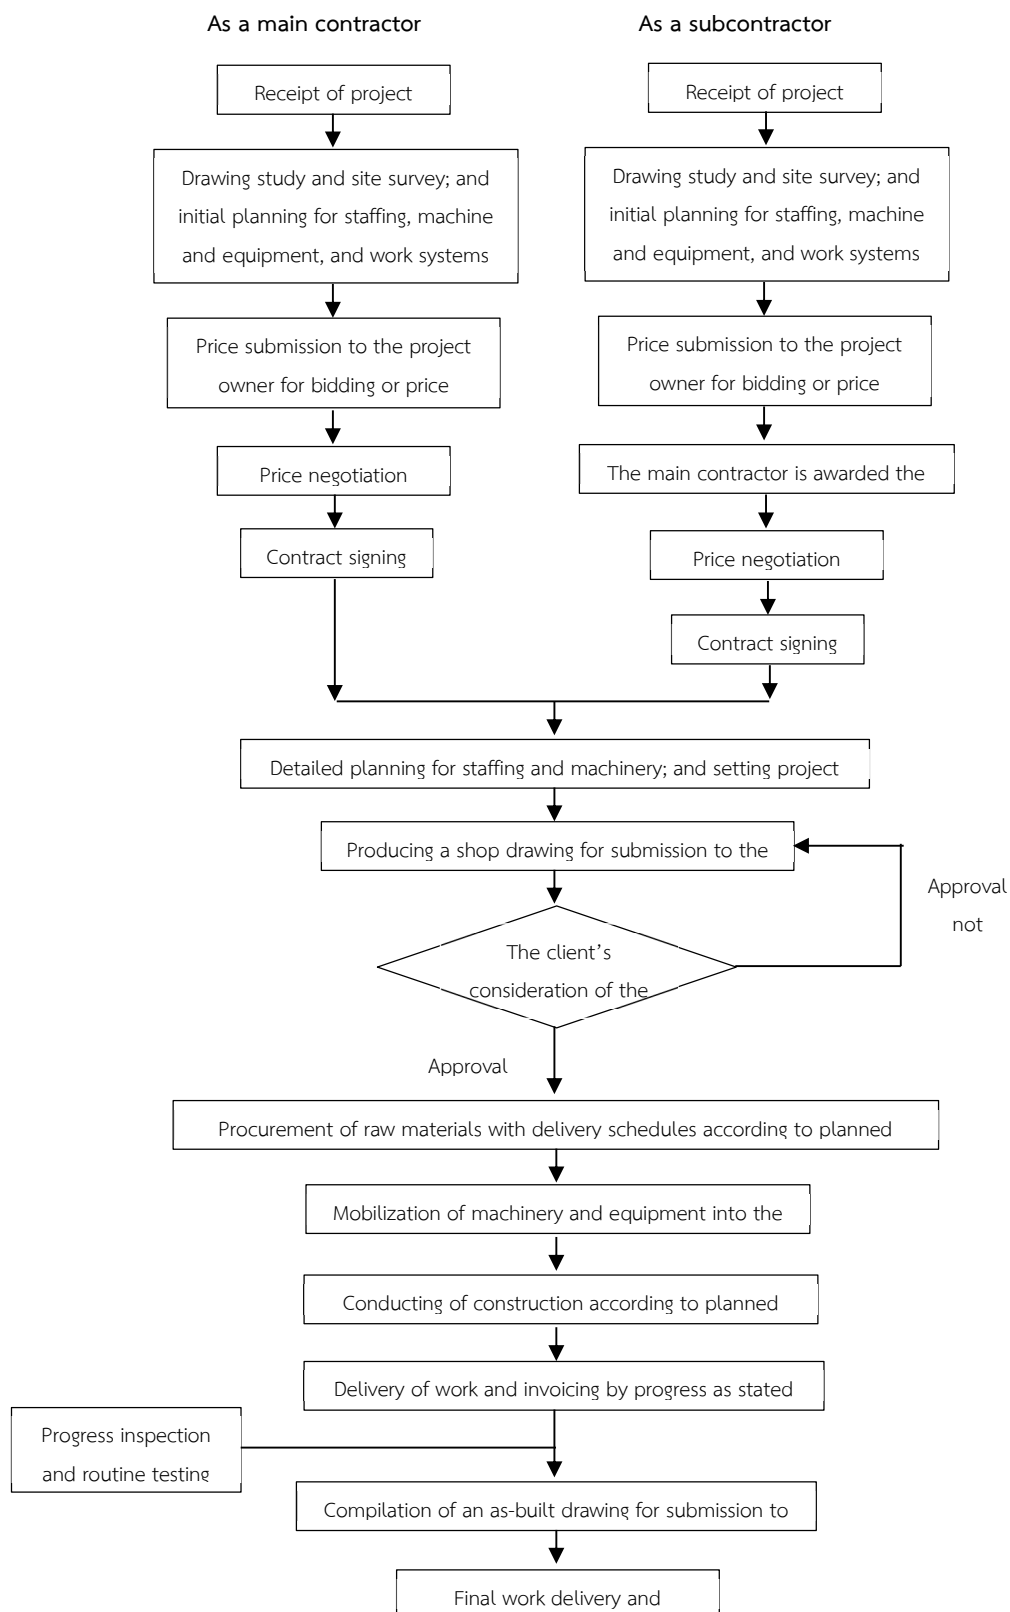 As a main contractor
As a subcontractor
Receipt of project
Receipt of project
Drawing study and site survey; and
initial planning for staffing, machine
and equipment, and work systems
Drawing study and site survey; and
initial planning for staffing, machine
and equipment, and work systems
Price submission to the project
owner for bidding or price
Price submission to the project
owner for bidding or price
Price negotiation
The main contractor is awarded the
Contract signing
Price negotiation
Contract signing
Detailed planning for staffing and machinery; and setting project
Producing a shop drawing for submission to the
Approval
not
The client’s
consideration of the
Approval
Procurement of raw materials with delivery schedules according to planned
Mobilization of machinery and equipment into the
Conducting of construction according to planned
Delivery of work and invoicing by progress as stated
Progress inspection
and routine testing
Compilation of an as-built drawing for submission to
Final work delivery and